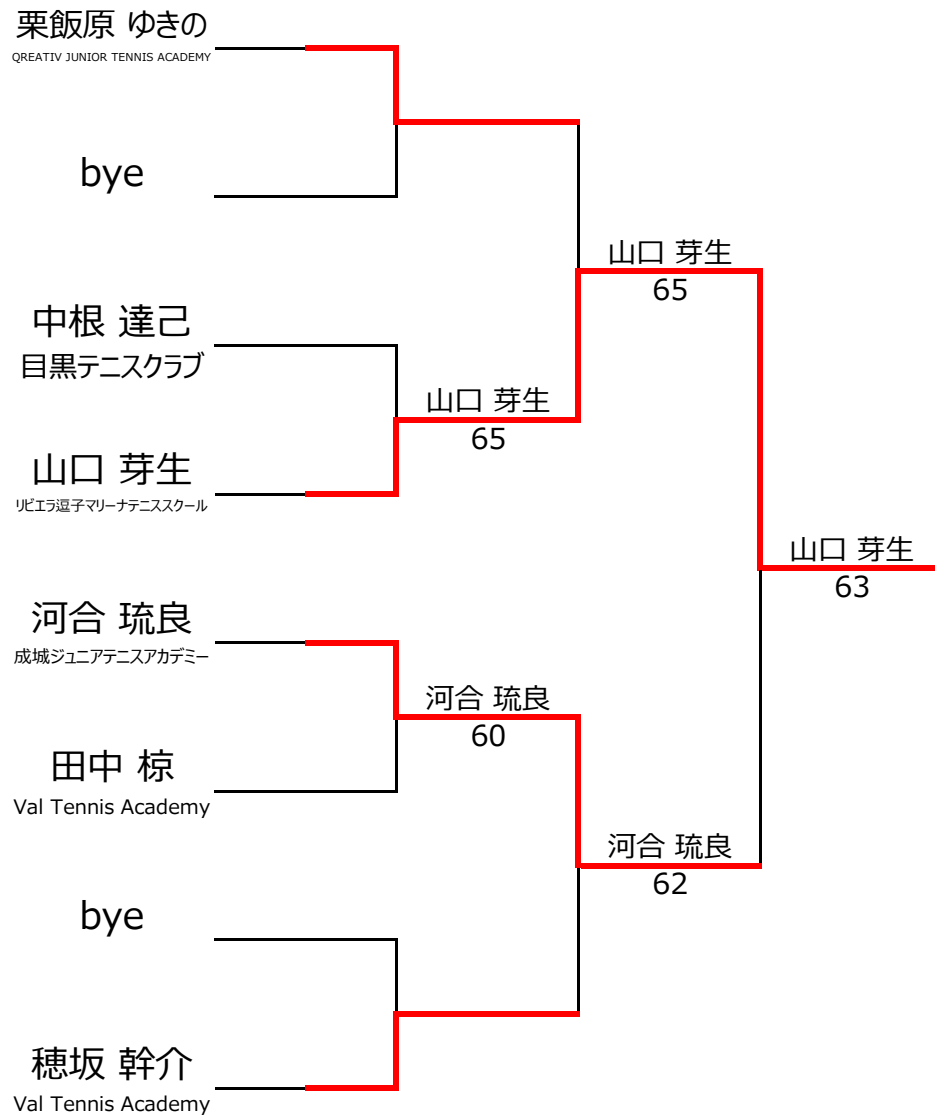 栗飯原 ゆきの
QREATIV JUNIOR TENNIS ACADEMY
bye
山口 芽生
65
中根 達己
目黒テニスクラブ
山口 芽生
65
山口 芽生
リビエラ逗子マリーナテニススクール
山口 芽生
63
河合 琉良
成城ジュニアテニスアカデミー
河合 琉良
60
田中 椋
Val Tennis Academy
河合 琉良
62
bye
穂坂 幹介
Val Tennis Academy